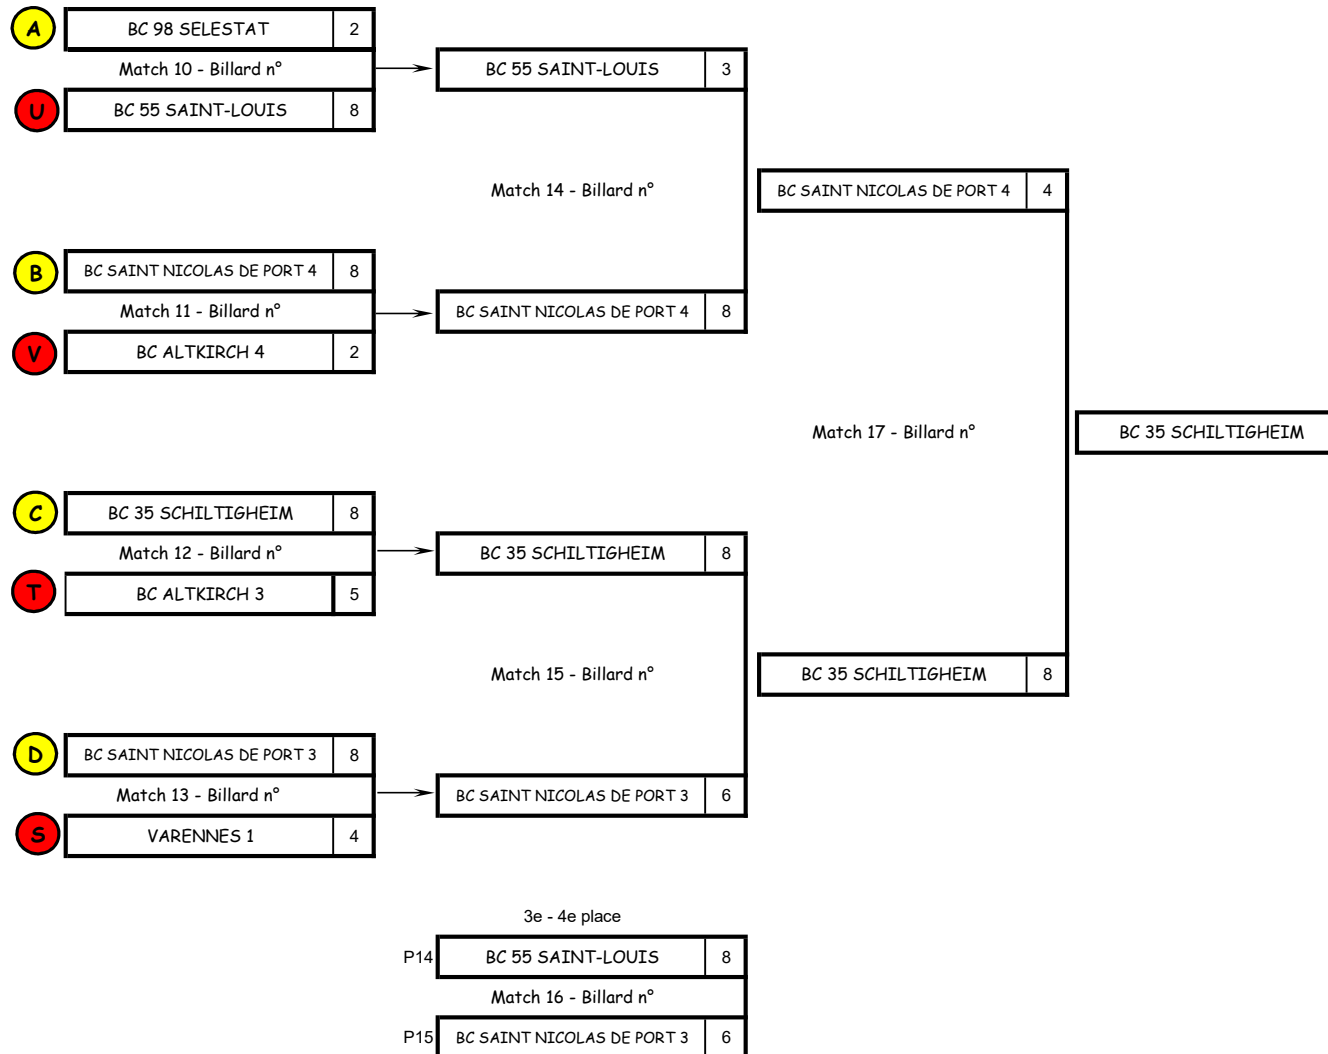 A BC 98 SELESTAT 2
Match 10 - Billard n°
U BC 55 SAINT-LOUIS 8
BC 55 SAINT-LOUIS 3
Match 14 - Billard n°
BC SAINT NICOLAS DE PORT 4 4
B BC SAINT NICOLAS DE PORT 4 8
Match 11 - Billard n°
V BC ALTKIRCH 4 2
BC SAINT NICOLAS DE PORT 4 8
Match 17 - Billard n°
BC 35 SCHILTIGHEIM
C BC 35 SCHILTIGHEIM 8
Match 12 - Billard n°
T BC ALTKIRCH 3 5
BC 35 SCHILTIGHEIM 8
Match 15 - Billard n°
BC 35 SCHILTIGHEIM 8
D BC SAINT NICOLAS DE PORT 3 8
Match 13 - Billard n°
S VARENNES 1 4
BC SAINT NICOLAS DE PORT 3 6
3e - 4e place
P14 BC 55 SAINT-LOUIS 8
Match 16 - Billard n°
P15 BC SAINT NICOLAS DE PORT 3 6